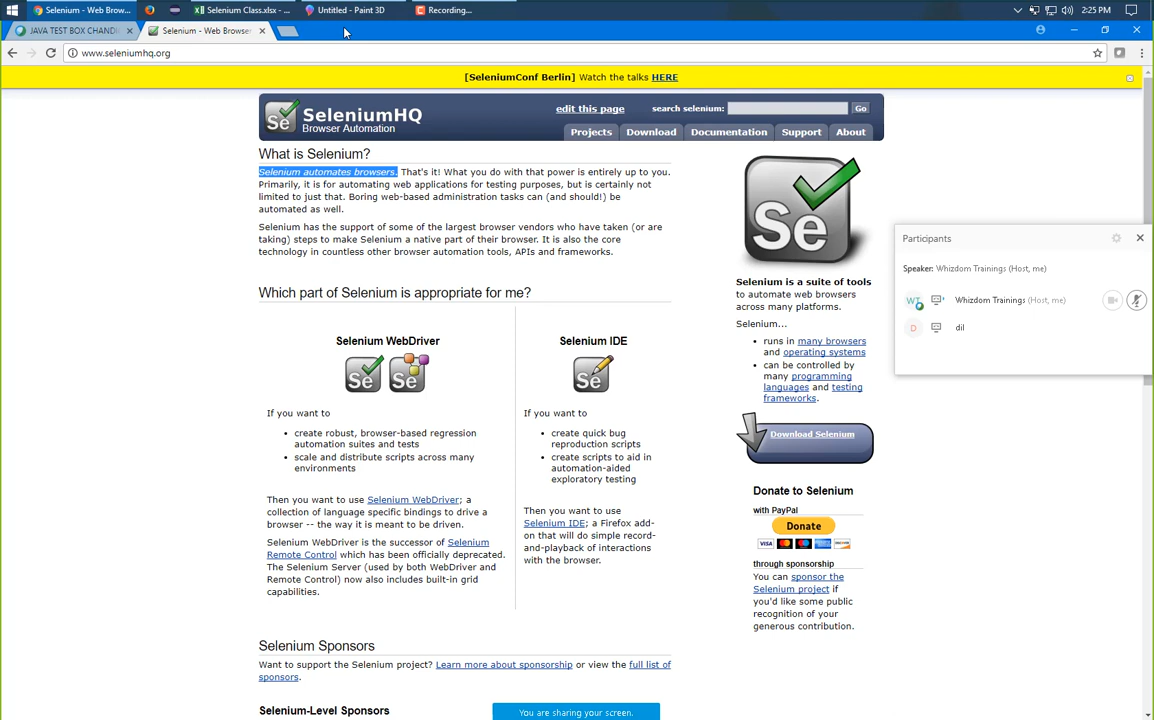 Selenium - Web Brow...
Selenium Class.xlsx - ...
Untitled - Paint 3D
Recording...
2:25 PM
JAVA TEST BOX CHANDI
Selenium - Web Browser
www.seleniumhq.org
[SeleniumConf Berlin] Watch the talks HERE
SeleniumHQ
Browser Automation
edit this page
search selenium:
Go
Projects
Download
Documentation
Support
About
What is Selenium?
Selenium automates browsers. That's it! What you do with that power is entirely up to you.
Primarily, it is for automating web applications for testing purposes, but is certainly not
limited to just that. Boring web-based administration tasks can (and should!) be
automated as well.
Selenium has the support of some of the largest browser vendors who have taken (or are
taking) steps to make Selenium a native part of their browser. It is also the core
technology in countless other browser automation tools, APIs and frameworks.
Which part of Selenium is appropriate for me?
Selenium WebDriver
Se
Se
If you want to
• create robust, browser-based regression
automation suites and tests
• scale and distribute scripts across many
environments
Then you want to use Selenium WebDriver; a
collection of language specific bindings to drive a
browser -- the way it is meant to be driven.
Selenium WebDriver is the successor of Selenium
Remote Control which has been officially deprecated.
The Selenium Server (used by both WebDriver and
Remote Control) now also includes built-in grid
capabilities.
Selenium IDE
Se
If you want to
• create quick bug
reproduction scripts
• create scripts to aid in
automation-aided
exploratory testing
Then you want to use
Selenium IDE; a Firefox add-
on that will do simple record-
and-playback of interactions
with the browser.
Selenium Sponsors
Want to support the Selenium project? Learn more about sponsorship or view the full list of
sponsors.
Selenium-Level Sponsors
Se
Se
Selenium is a suite of tools
to automate web browsers
across many platforms.
Selenium...
• runs in many browsers
and operating systems
• can be controlled by
many programming
languages and testing
frameworks.
Download Selenium
Donate to Selenium
with PayPal
Donate
VISA
through sponsorship
You can sponsor the
Selenium project if
you'd like some public
recognition of your
generous contribution.
Participants
Speaker: Whizdom Trainings (Host, me)
WT
Whizdom Trainings (Host, me)
D
dil
You are sharing your screen.